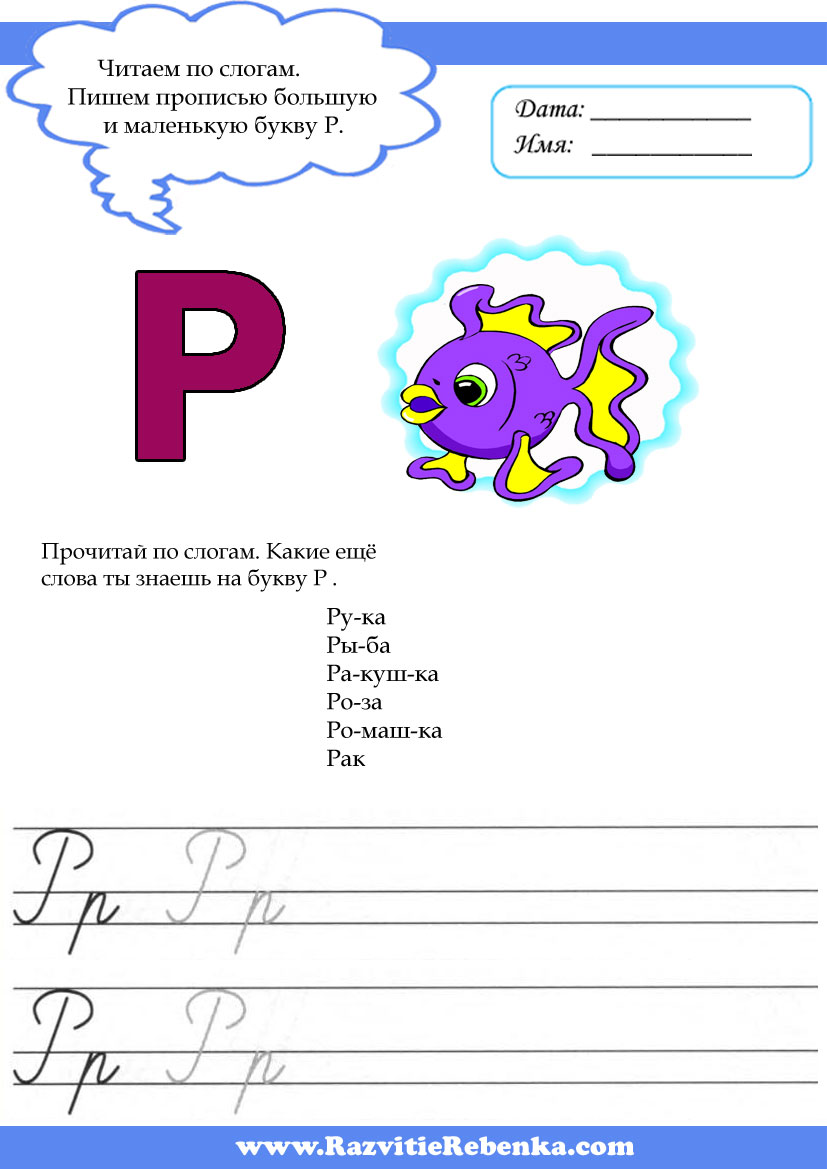 Читаем по слогам.
Пишем прописью большую
и маленькую букву Р.
Дата: ____________
Имя: ____________
Р
Прочитай по слогам. Какие ещё
слова ты знаешь на букву Р .
Ру-ка
Ры-ба
Ра-куш-ка
Ро-за
Ро-маш-ка
Рак
Рр Рр
Рр Рр
www.RazvitieRebenka.com